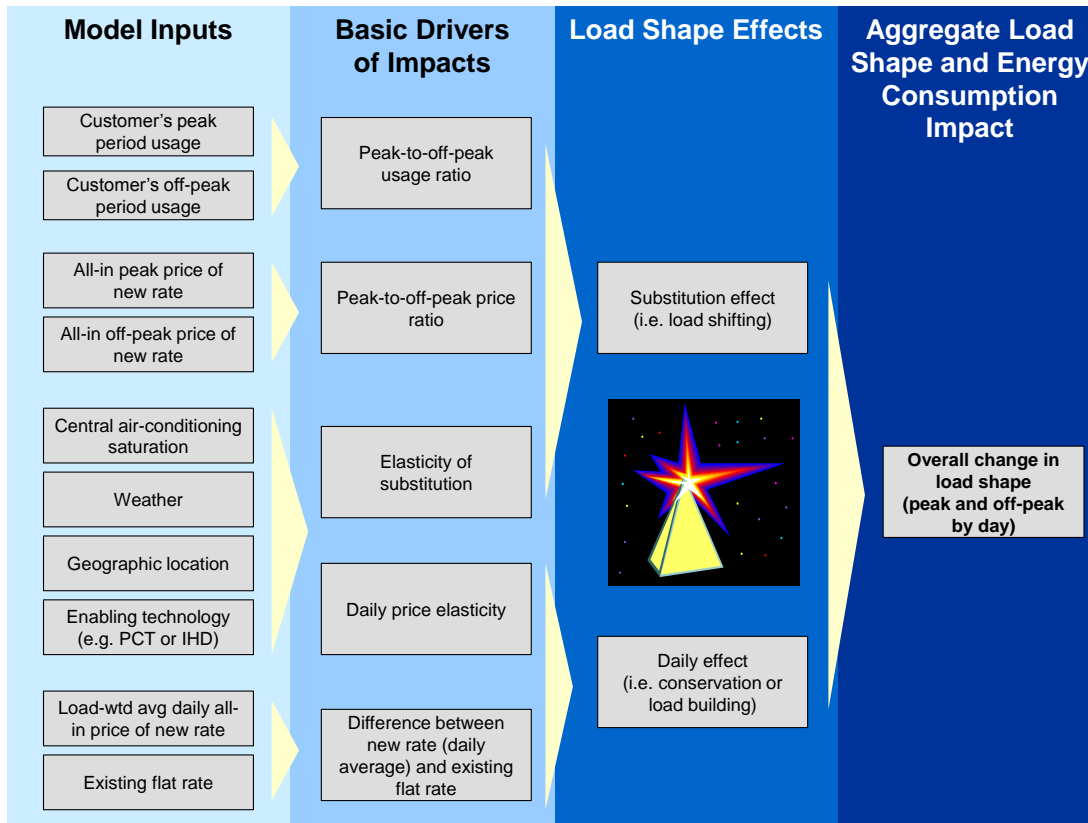 Model Inputs
Customer's peak
period usage
Customer's off-peak
period usage
All-in peak price of
new rate
All-in off-peak price of
new rate
Central air-conditioning
saturation
Weather
Geographic location
Enabling technology
(e.g. PCT or IHD)
Load-wtd avg daily all-
in price of new rate
Existing flat rate
Basic Drivers
of Impacts
Peak-to-off-peak
usage ratio
Peak-to-off-peak price
ratio
Elasticity of
substitution
Daily price elasticity
Difference between
new rate (daily
average) and existing
flat rate
Load Shape Effects
Substitution effect
(i.e. load shifting)
Daily effect
(i.e. conservation or
load building)
Aggregate Load
Shape and Energy
Consumption
Impact
Overall change in
load shape
(peak and off-peak
by day)